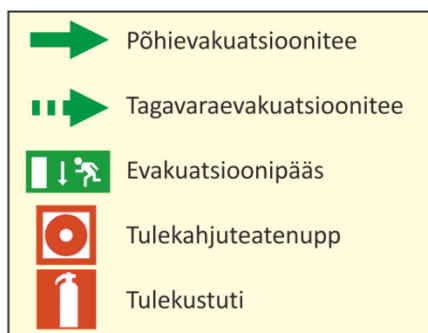 Põhievakuatsioonitee
Tagavaraevakuatsioonitee
Evakuatsioonipääs
Tulekahjuteatenupp
Tulekustuti